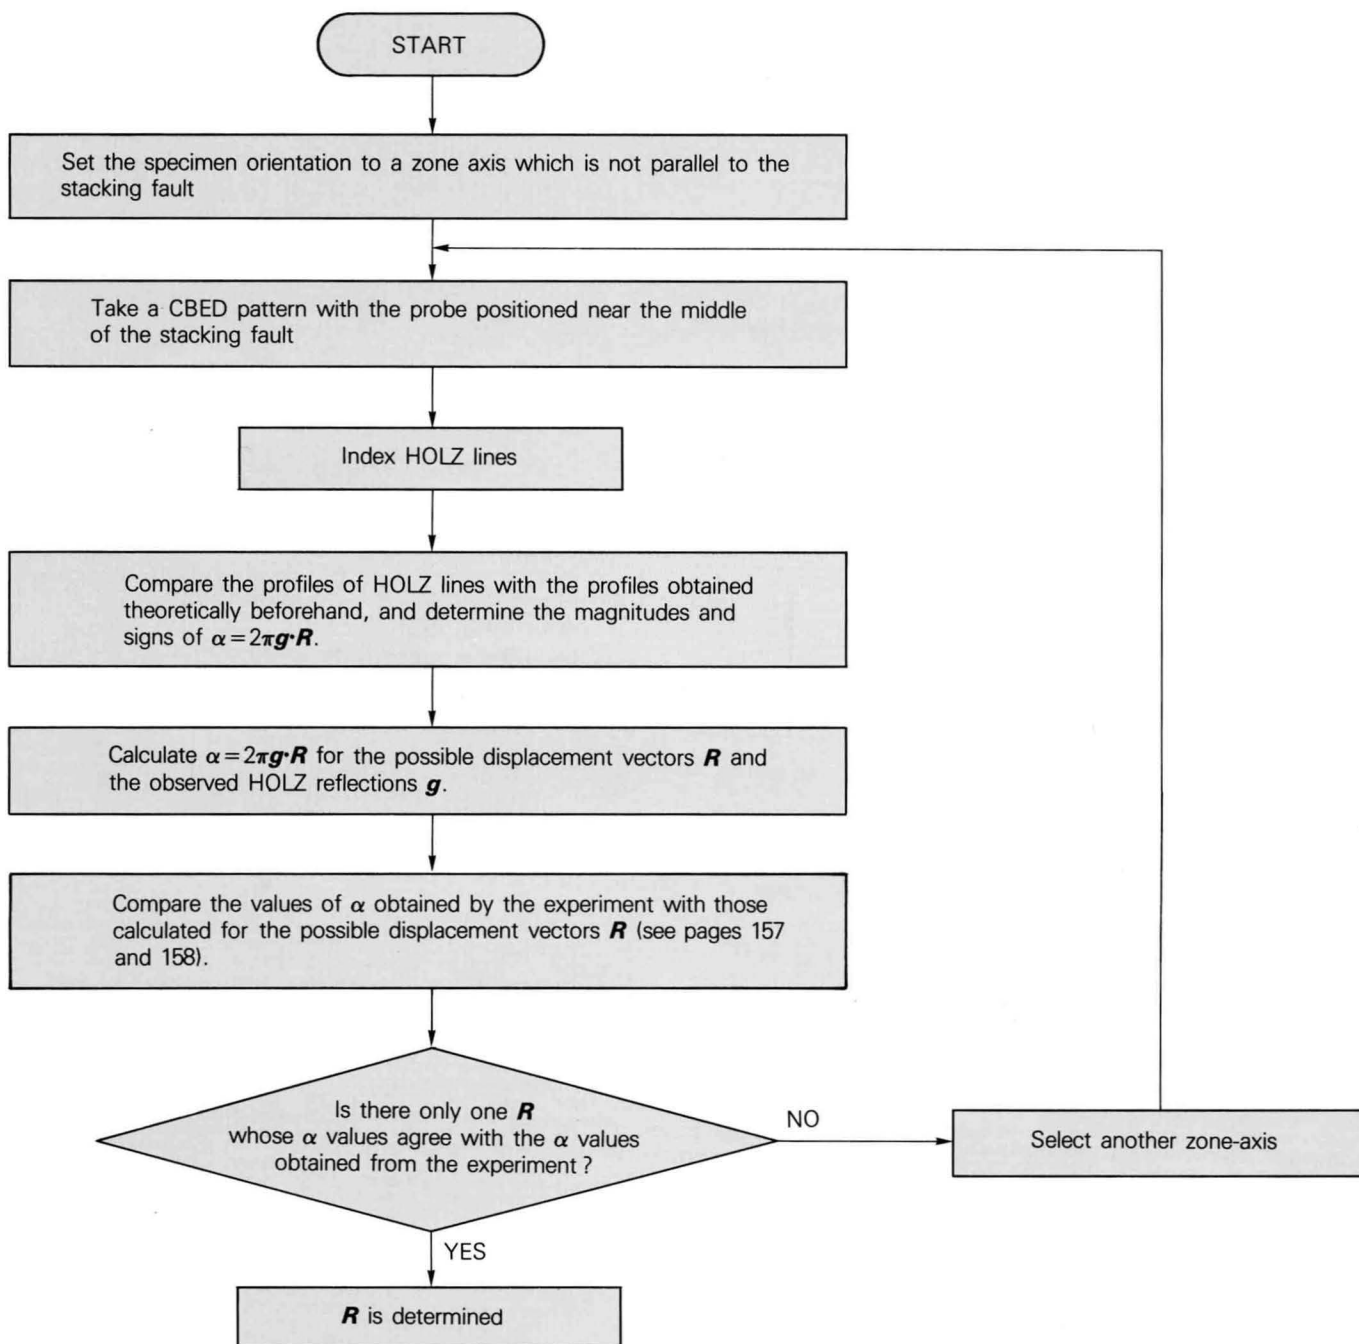 START
Set the specimen orientation to a zone axis which is not parallel to the
stacking fault
Take a CBED pattern with the probe positioned near the middle
of the stacking fault
Index HOLZ lines
Compare the profiles of HOLZ lines with the profiles obtained
theoretically beforehand, and determine the magnitudes and
signs of α=2πg·R.
Calculate α=2πg·R for the possible displacement vectors R and
the observed HOLZ reflections g.
Compare the values of α obtained by the experiment with those
calculated for the possible displacement vectors R (see pages 157
and 158).
Is there only one R
whose α values agree with the α values
obtained from the experiment?
NO
Select another zone-axis
YES
R is determined